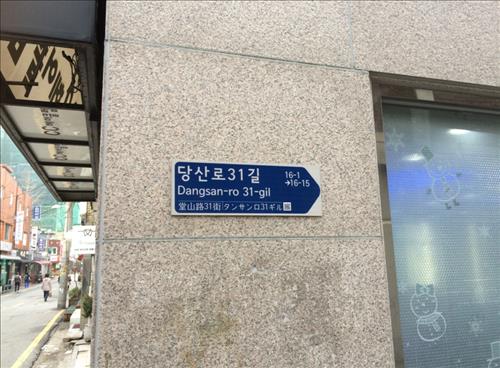 당산로31길
16-1
→16-15
Dangsan-ro 31-gil
堂山路31街 タンサンロ31ギル